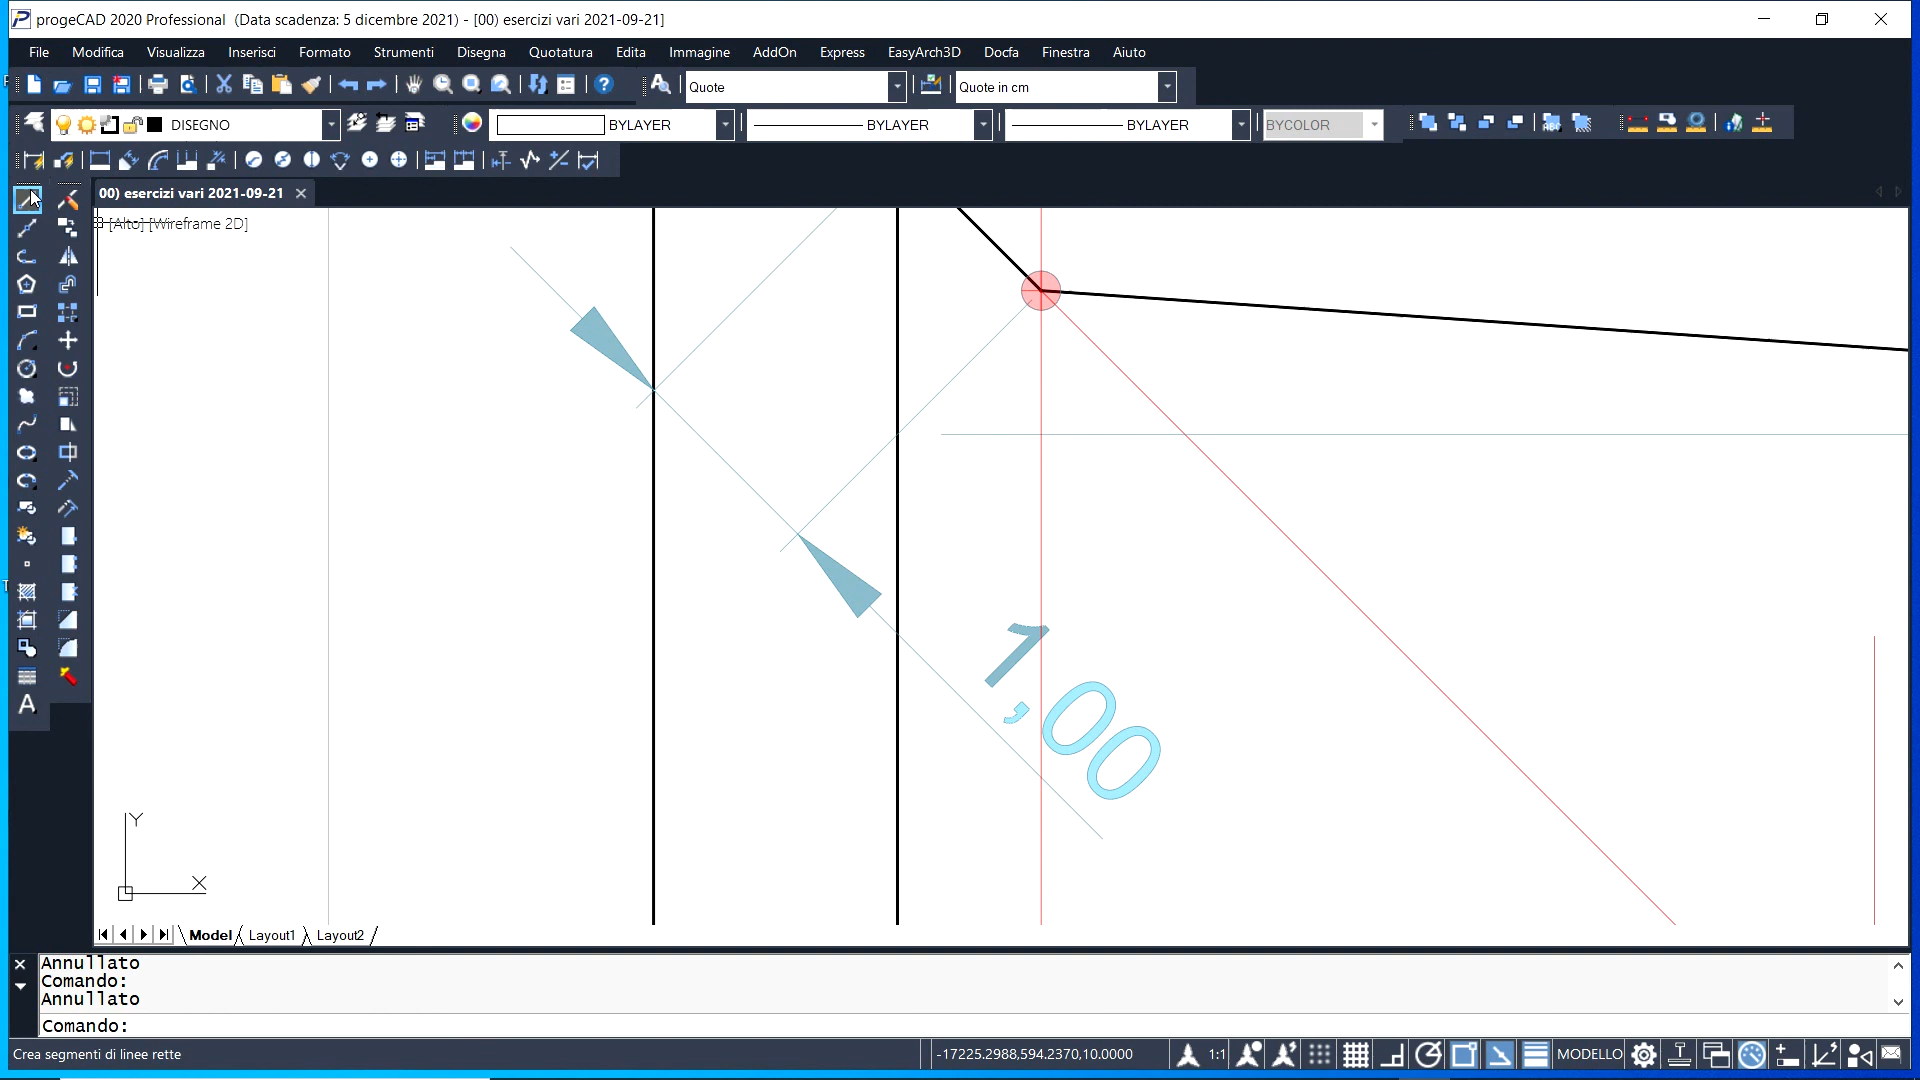 progeCAD 2020 Professional (Data scadenza: 5 dicembre 2021) - [00) esercizi vari 2021-09-21]
File Modifica Visualizza Inserisci Formato Strumenti Disegna Quotatura Edita Immagine AddOn Express EasyArch3D Docfa Finestra Aiuto
Quote Quote in cm
DISEGNO BYLAYER BYLAYER BYLAYER BYCOLOR
00) esercizi vari 2021-09-21
[Alto] [Wireframe 2D]
1,00
Y
X
Model Layout1 Layout2
Annullato
Comando:
Annullato
Comando:
Crea segmenti di linee rette -17225.2988,594.2370,10.0000 1:1 MODELLO